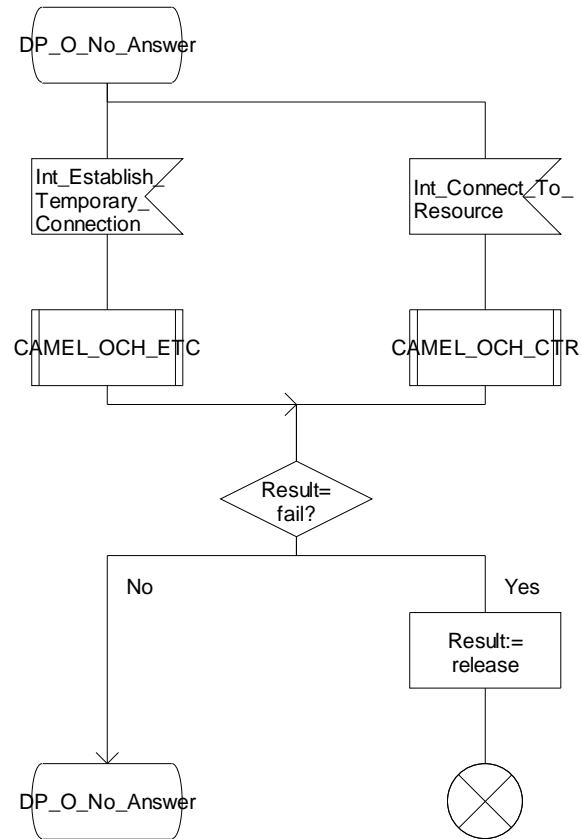 DP_O_No_Answer
Int_Establish_
Temporary_
Connection
Int_Connect_To_
Resource
CAMEL_OCH_ETC
CAMEL_OCH_CTR
Result=
fail?
No
Yes
Result:=
release
DP_O_No_Answer